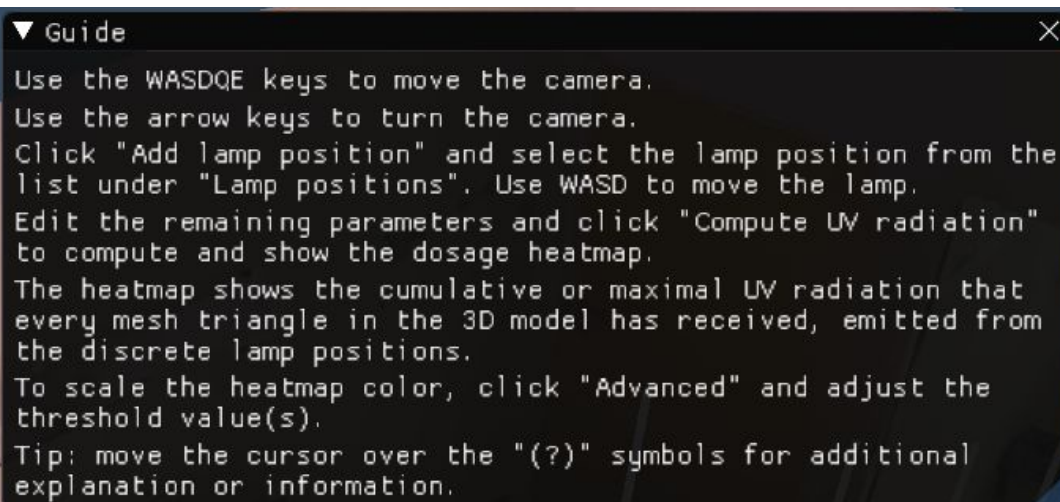 Guide
Use the WASDQE keys to move the camera.
Use the arrow keys to turn the camera.
Click "Add lamp position" and select the lamp position from the
list under "Lamp positions". Use WASD to move the lamp.
Edit the remaining parameters and click "Compute UV radiation"
to compute and show the dosage heatmap.
The heatmap shows the cumulative or maximal UV radiation that
every mesh triangle in the 3D model has received, emitted from
the discrete lamp positions.
To scale the heatmap color, click "Advanced" and adjust the
threshold value(s).
Tip: move the cursor over the "(?)" symbols for additional
explanation or information.